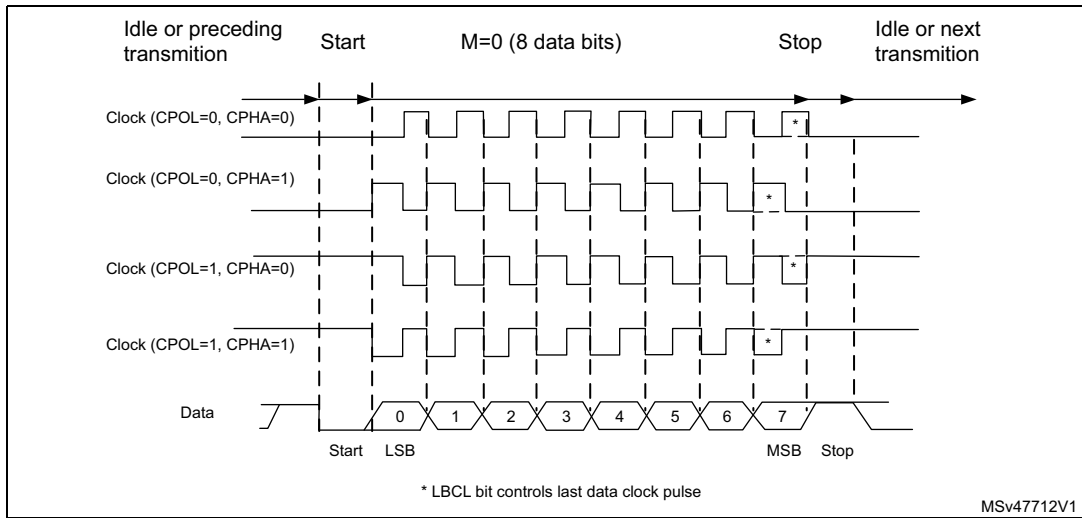 Idle or preceding transmition
Start
M=0 (8 data bits)
Stop
Idle or next transmition
Clock (CPOL=0, CPHA=0)
*
Clock (CPOL=0, CPHA=1)
*
Clock (CPOL=1, CPHA=0)
*
Clock (CPOL=1, CPHA=1)
*
Data
0 1 2 3 4 5 6 7
Start LSB MSB Stop
* LBCL bit controls last data clock pulse
MSv47712V1